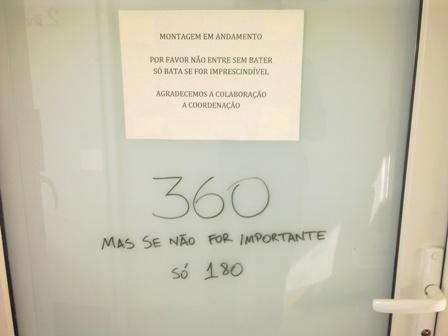 MONTAGEM EM ANDAMENTO
POR FAVOR NÃO ENTRE SEM BATER
SÓ BATA SE FOR IMPRESCINDÍVEL
AGRADECEMOS A COLABORAÇÃO
A COORDENAÇÃO
360
MAS SE NÃO FOR IMPORTANTE
SÓ 180